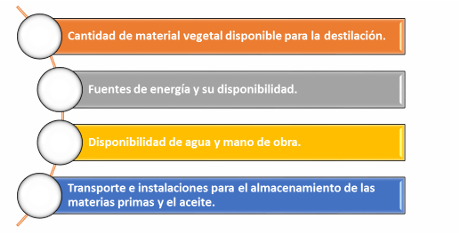 Cantidad de material vegetal disponible para la destilación.
Fuentes de energía y su disponibilidad.
Disponibilidad de agua y mano de obra.
Transporte e instalaciones para el almacenamiento de las
materias primas y el aceite.